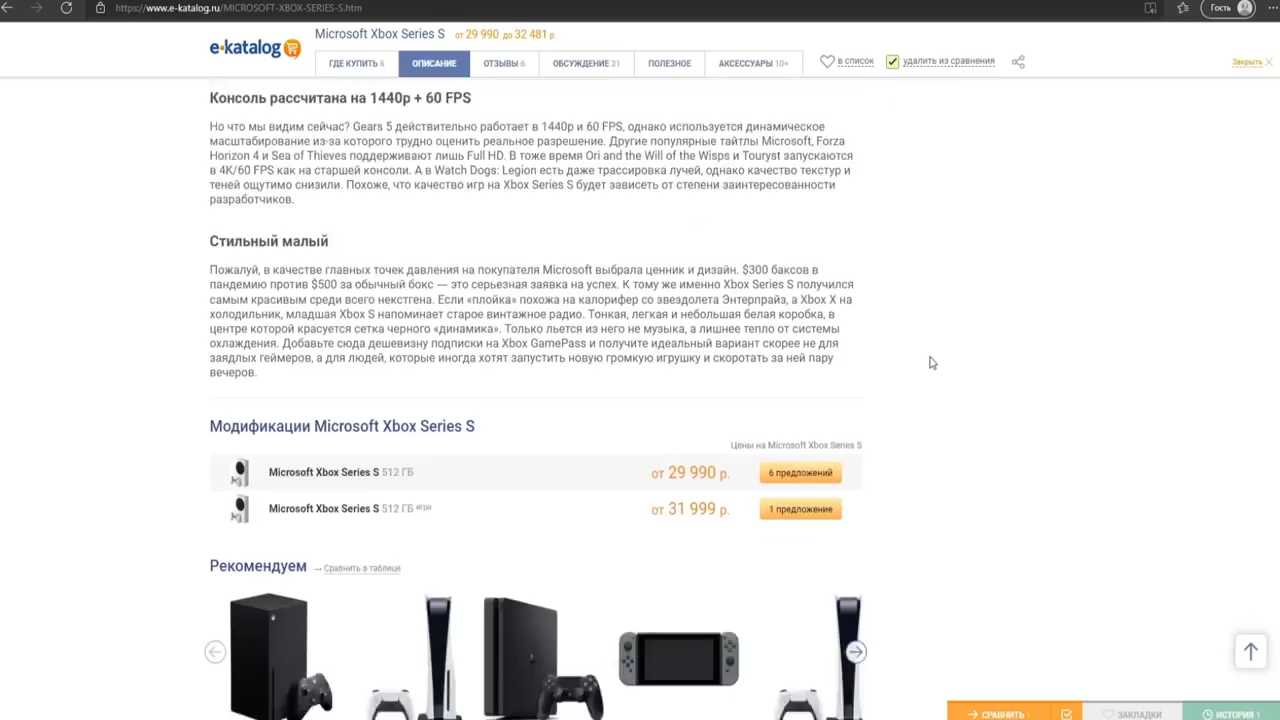 https://www.e-katalog.ru/MICROSOFT-XBOX-SERIES-S.htm
Гость
e·katalog
Microsoft Xbox Series S от 29 990 до 32 481 р.
ГДЕ КУПИТЬ 6
ОПИСАНИЕ
ОТЗЫВЫ 6
ОБСУЖДЕНИЕ 21
ПОЛЕЗНОЕ
АКСЕССУАРЫ 10+
в список
удалить из сравнения
Закрыть
Консоль рассчитана на 1440p + 60 FPS
Но что мы видим сейчас? Gears 5 действительно работает в 1440p и 60 FPS, однако используется динамическое
масштабирование из-за которого трудно оценить реальное разрешение. Другие популярные тайтлы Microsoft, Forza
Horizon 4 и Sea of Thieves поддерживают лишь Full HD. В тоже время Ori and the Will of the Wisps и Touryst запускаются
в 4K/60 FPS как на старшей консоли. А в Watch Dogs: Legion есть даже трассировка лучей, однако качество текстур и
теней ощутимо снизили. Похоже, что качество игр на Xbox Series S будет зависеть от степени заинтересованности
разработчиков.
Стильный малый
Пожалуй, в качестве главных точек давления на покупателя Microsoft выбрала ценник и дизайн. $300 баксов в
пандемию против $500 за обычный бокс — это серьезная заявка на успех. К тому же именно Xbox Series S получился
самым красивым среди всего некстгена. Если «плойка» похожа на калорифер со звездолета Энтерпрайз, а Xbox X на
холодильник, младшая Xbox S напоминает старое винтажное радио. Тонкая, легкая и небольшая белая коробка, в
центре которой красуется сетка черного «динамика». Только льется из него не музыка, а лишнее тепло от системы
охлаждения. Добавьте сюда дешевизну подписки на Xbox GamePass и получите идеальный вариант скорее не для
заядлых геймеров, а для людей, которые иногда хотят запустить новую громкую игрушку и скоротать за ней пару
вечеров.
Модификации Microsoft Xbox Series S
Цены на Microsoft Xbox Series S
Microsoft Xbox Series S 512 ГБ от 29 990 р. 6 предложений
Microsoft Xbox Series S 512 ГБ игра от 31 999 р. 1 предложение
Рекомендуем → Сравнить в таблице
СРАВНИТЬ 1
ЗАКЛАДКИ
ИСТОРИЯ 1